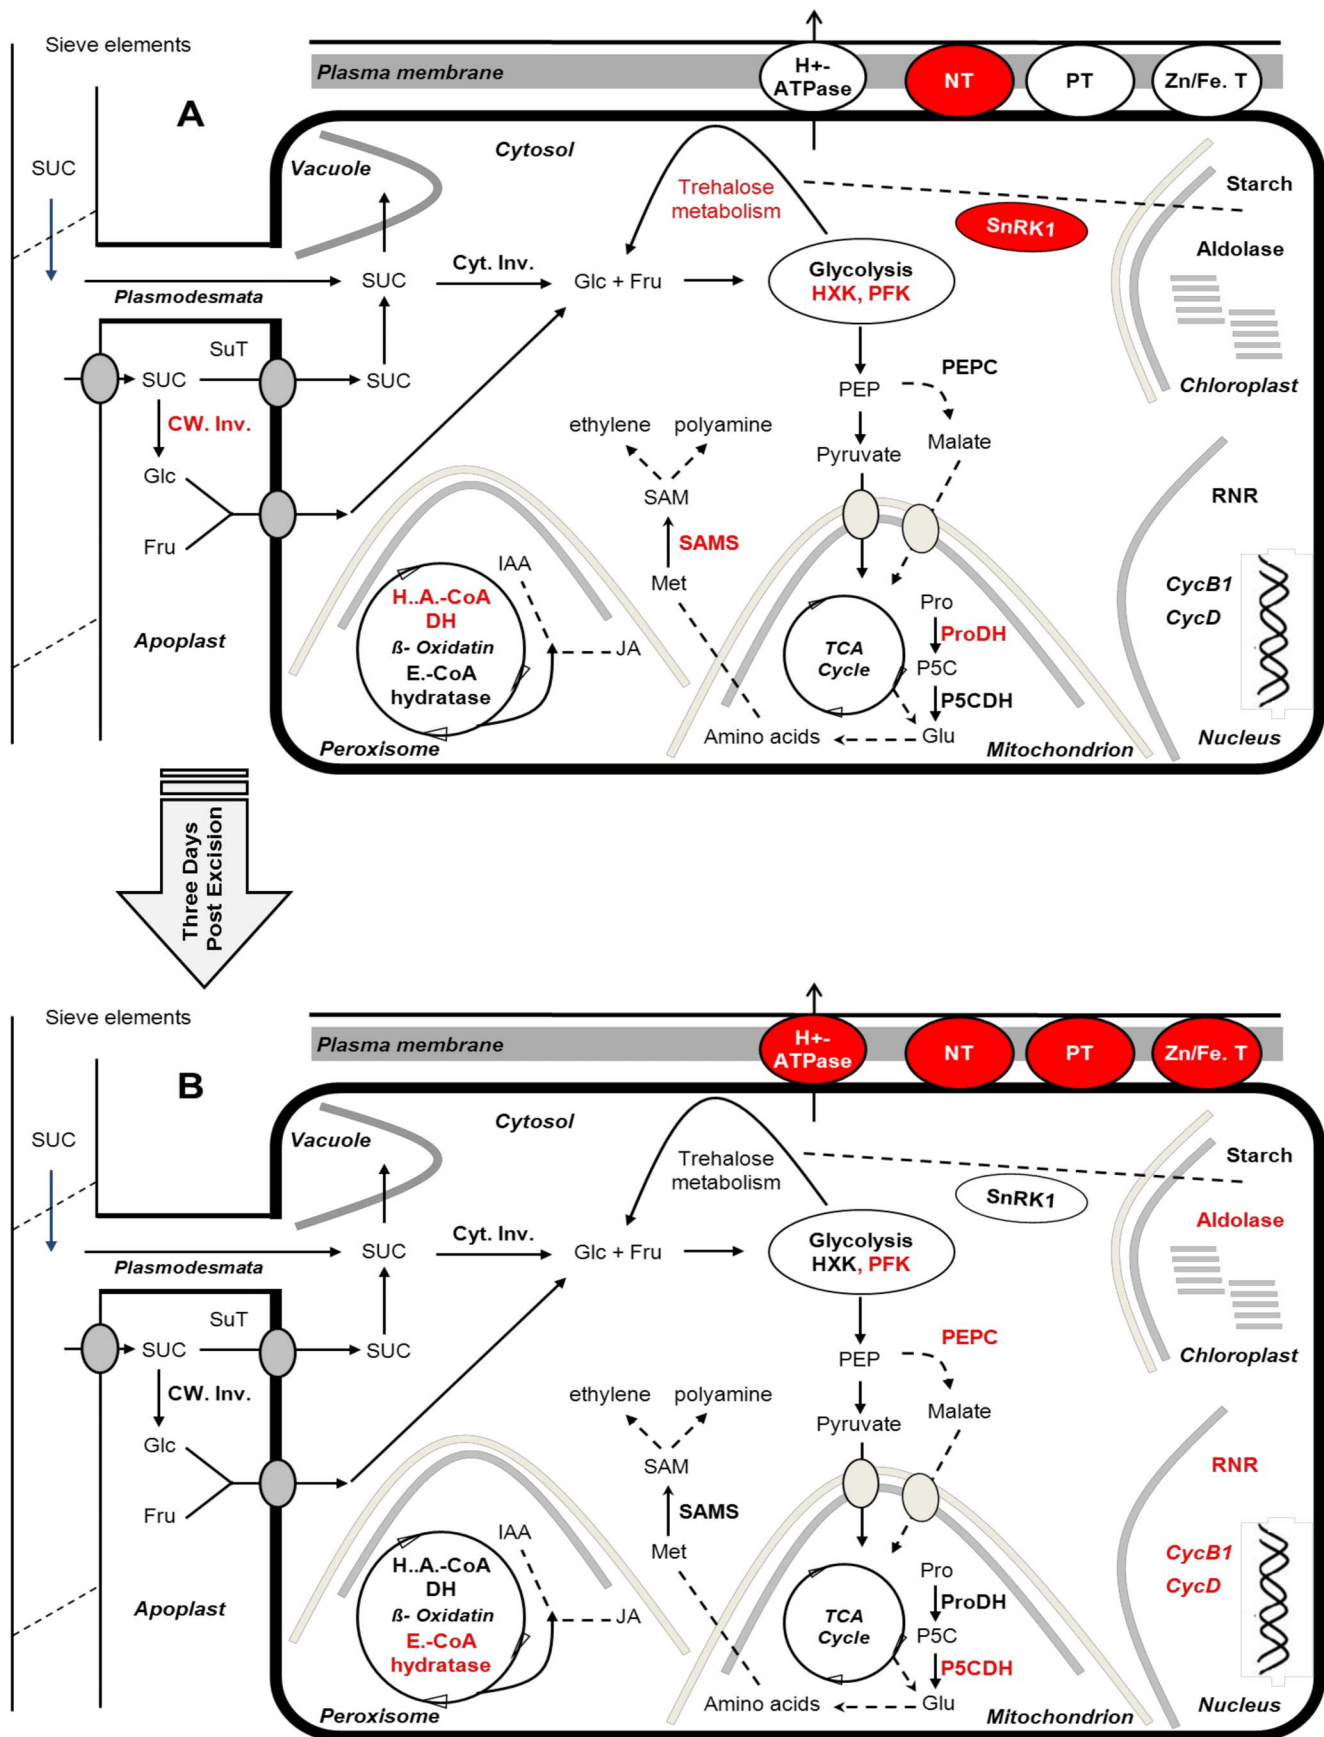 Sieve elements
A
Plasma membrane
H+-
ATPase
NT
PT
Zn/Fe. T
SUC
Vacuole
Cytosol
Trehalose
metabolism
SnRK1
Starch
Aldolase
Chloroplast
Plasmodesmata
SUC
Cyt. Inv.
Glc + Fru
Glycolysis
HXK, PFK
SuT
SUC
SUC
CW. Inv.
Glc
Fru
Apoplast
PEP
PEPC
Pyruvate
Malate
ethylene
polyamine
SAM
SAMS
Met
RNR
CycB1
CycD
Nucleus
IAA
H..A.-CoA
DH
ß- Oxidatin
E.-CoA
hydratase
JA
Peroxisome
TCA
Cycle
Pro
ProDH
P5C
P5CDH
Glu
Amino acids
Mitochondrion
Three Days
Post Excision
Sieve elements
B
Plasma membrane
H+-
ATPase
NT
PT
Zn/Fe. T
SUC
Vacuole
Cytosol
Trehalose
metabolism
SnRK1
Starch
Aldolase
Chloroplast
Plasmodesmata
SUC
Cyt. Inv.
Glc + Fru
Glycolysis
HXK, PFK
SuT
SUC
SUC
CW. Inv.
Glc
Fru
Apoplast
PEP
PEPC
Pyruvate
Malate
ethylene
polyamine
SAM
SAMS
Met
RNR
CycB1
CycD
Nucleus
IAA
H..A.-CoA
DH
ß- Oxidatin
E.-CoA
hydratase
JA
Peroxisome
TCA
Cycle
Pro
ProDH
P5C
P5CDH
Glu
Amino acids
Mitochondrion